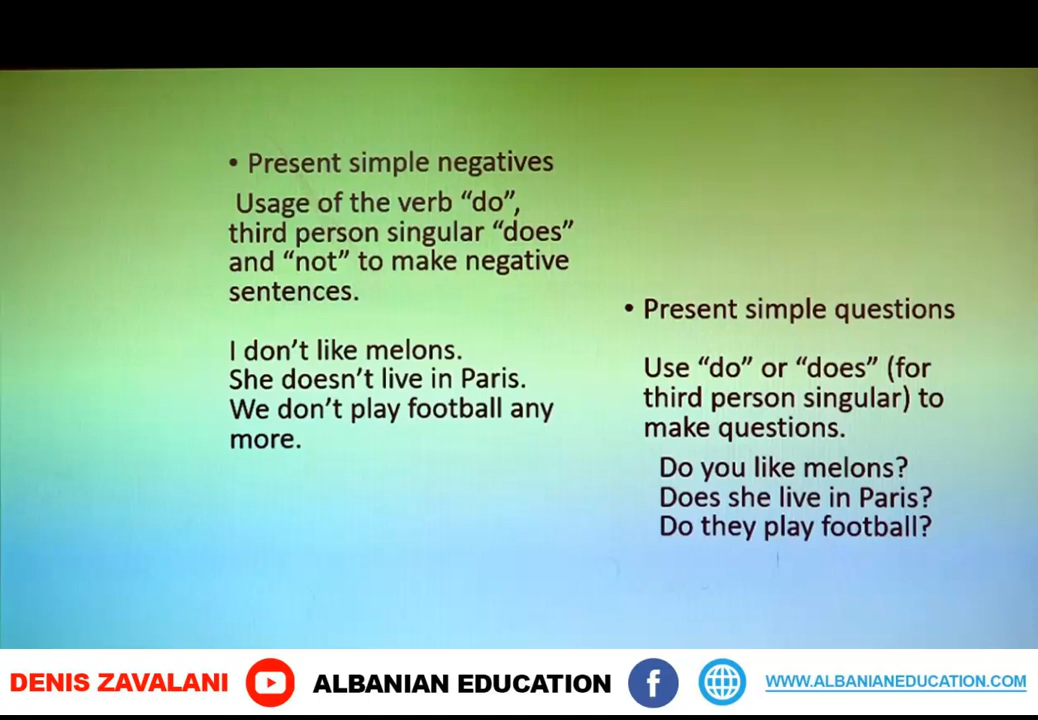 • Present simple negatives
Usage of the verb “do”,
third person singular “does”
and “not” to make negative
sentences.
I don’t like melons.
She doesn’t live in Paris.
We don’t play football any
more.
• Present simple questions
Use “do” or “does” (for
third person singular) to
make questions.
Do you like melons?
Does she live in Paris?
Do they play football?
DENIS ZAVALANI
ALBANIAN EDUCATION
f
WWW.ALBANIANEDUCATION.COM